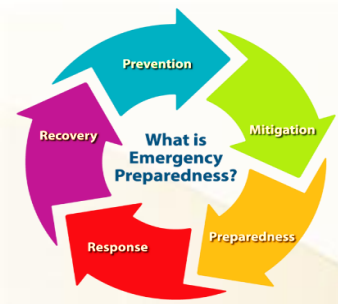 Prevention
Mitigation
Preparedness
Response
Recovery
What is
Emergency
Preparedness?